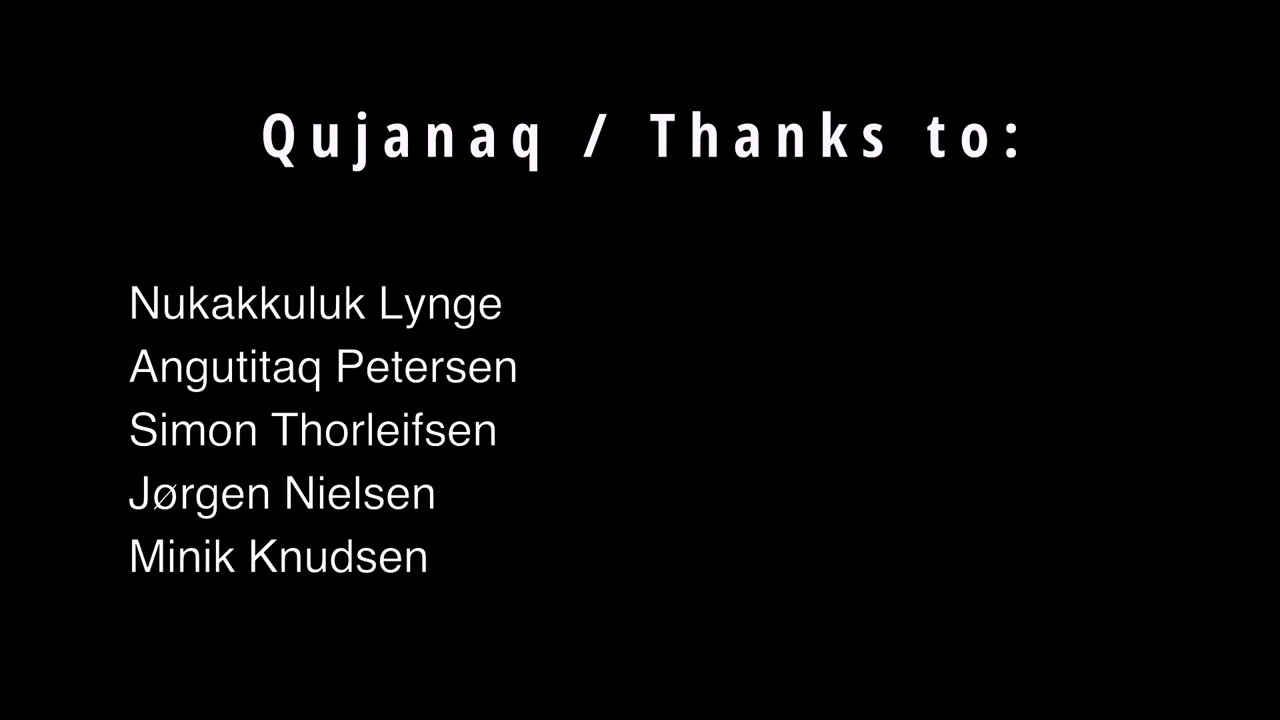 Qujanaq / Thanks to:
Nukakkuluk Lynge
Angutitaq Petersen
Simon Thorleifsen
Jørgen Nielsen
Minik Knudsen